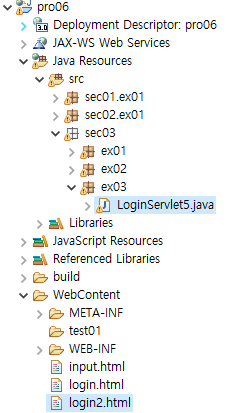 pro06
Deployment Descriptor: pro06
JAX-WS Web Services
Java Resources
src
sec01.ex01
sec02.ex01
sec03
ex01
ex02
ex03
LoginServlet5.java
Libraries
JavaScript Resources
Referenced Libraries
build
WebContent
META-INF
test01
WEB-INF
input.html
login.html
login2.html